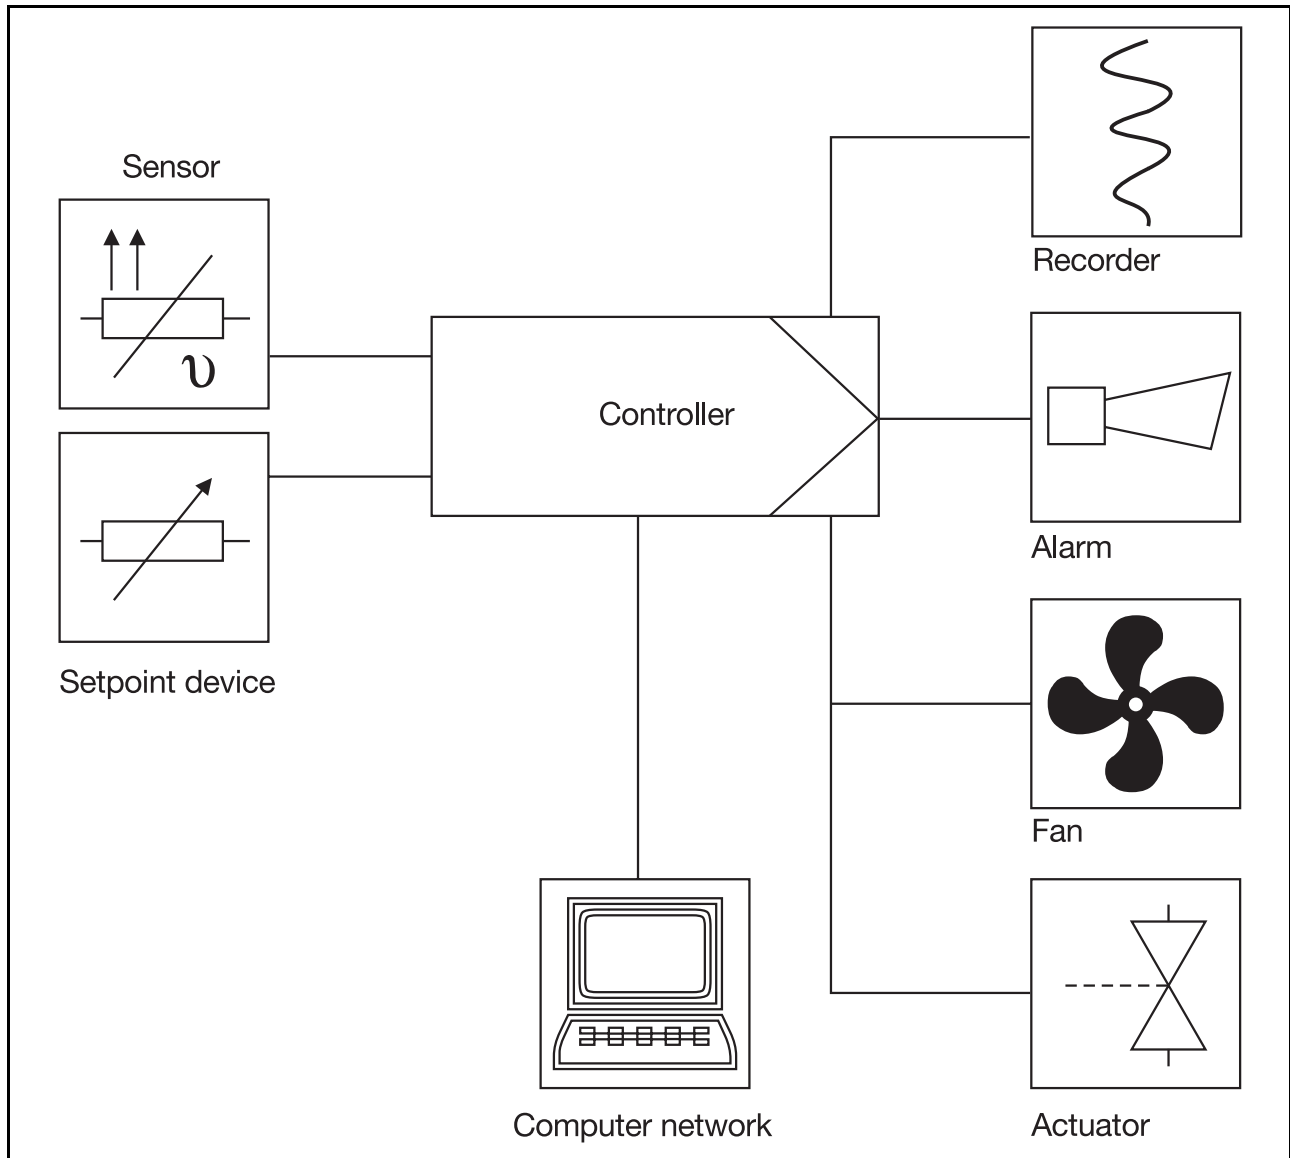 Sensor
υ
Setpoint device
Controller
Computer network
Recorder
Alarm
Fan
Actuator